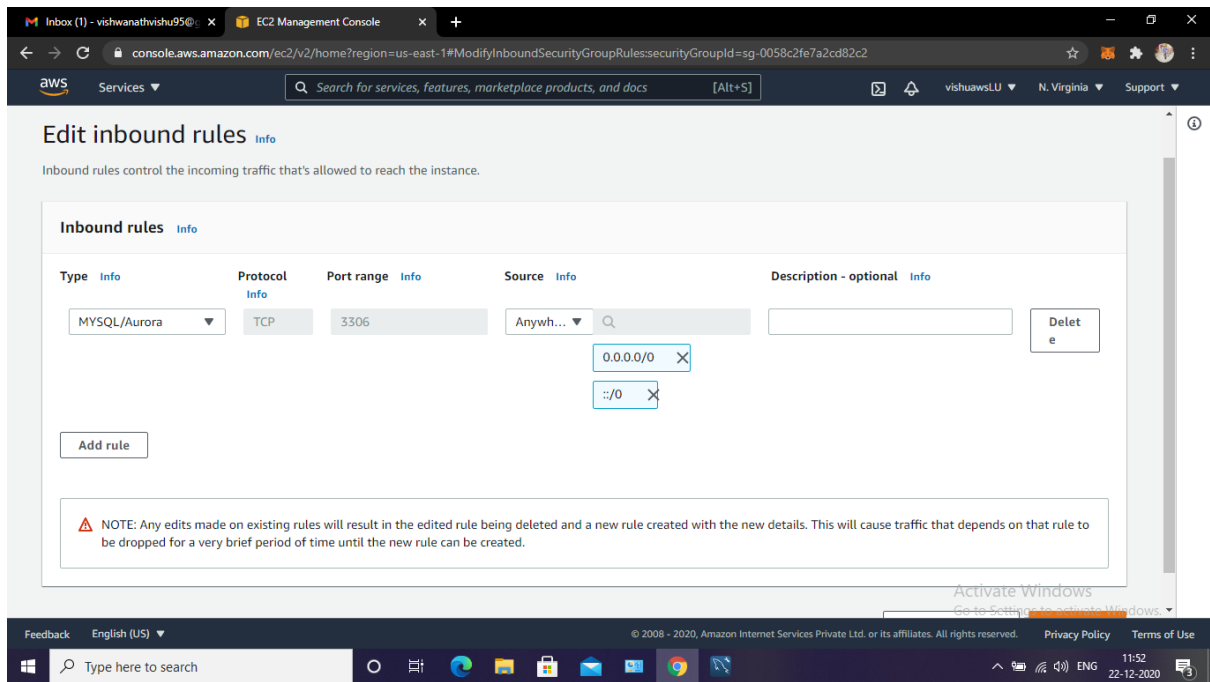 Inbox (1) - vishwanathvishu95@g
EC2 Management Console
console.aws.amazon.com/ec2/v2/home?region=us-east-1#ModifyInboundSecurityGroupRules:securityGroupId=sg-0058c2fe7a2cd82c2
aws
Services
Search for services, features, marketplace products, and docs
[Alt+S]
vishuawsLU
N. Virginia
Support
Edit inbound rules Info
Inbound rules control the incoming traffic that's allowed to reach the instance.
Inbound rules Info
Type Info
Protocol
Info
Port range Info
Source Info
Description - optional Info
MYSQL/Aurora
TCP
3306
Anywh...
Delet
e
0.0.0.0/0
::/0
Add rule
NOTE: Any edits made on existing rules will result in the edited rule being deleted and a new rule created with the new details. This will cause traffic that depends on that rule to
be dropped for a very brief period of time until the new rule can be created.
Activate Windows
Go to Settings to activate Windows.
Feedback
English (US)
© 2008 - 2020, Amazon Internet Services Private Ltd. or its affiliates. All rights reserved.
Privacy Policy
Terms of Use
Type here to search
ENG
11:52
22-12-2020
3